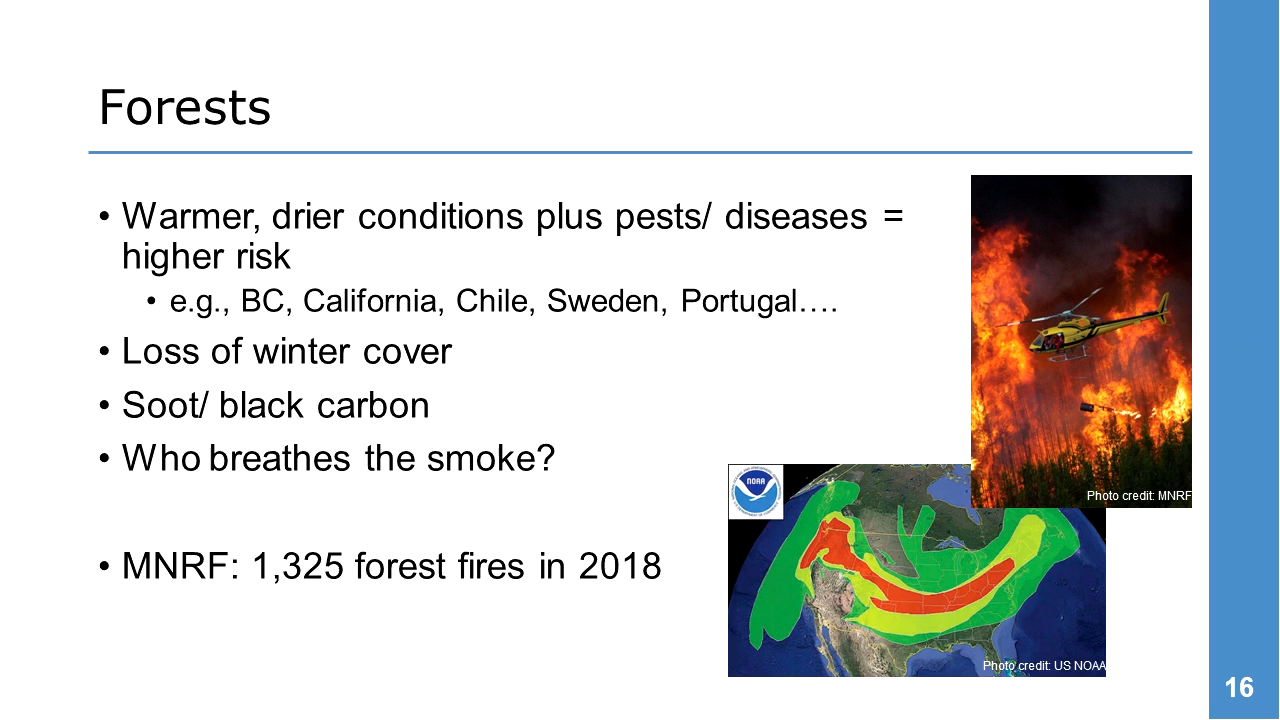 Forests
• Warmer, drier conditions plus pests/ diseases =
higher risk
• e.g., BC, California, Chile, Sweden, Portugal….
• Loss of winter cover
• Soot/ black carbon
• Who breathes the smoke?
• MNRF: 1,325 forest fires in 2018
Photo credit: MNRF
NOAA
Photo credit: US NOAA
16